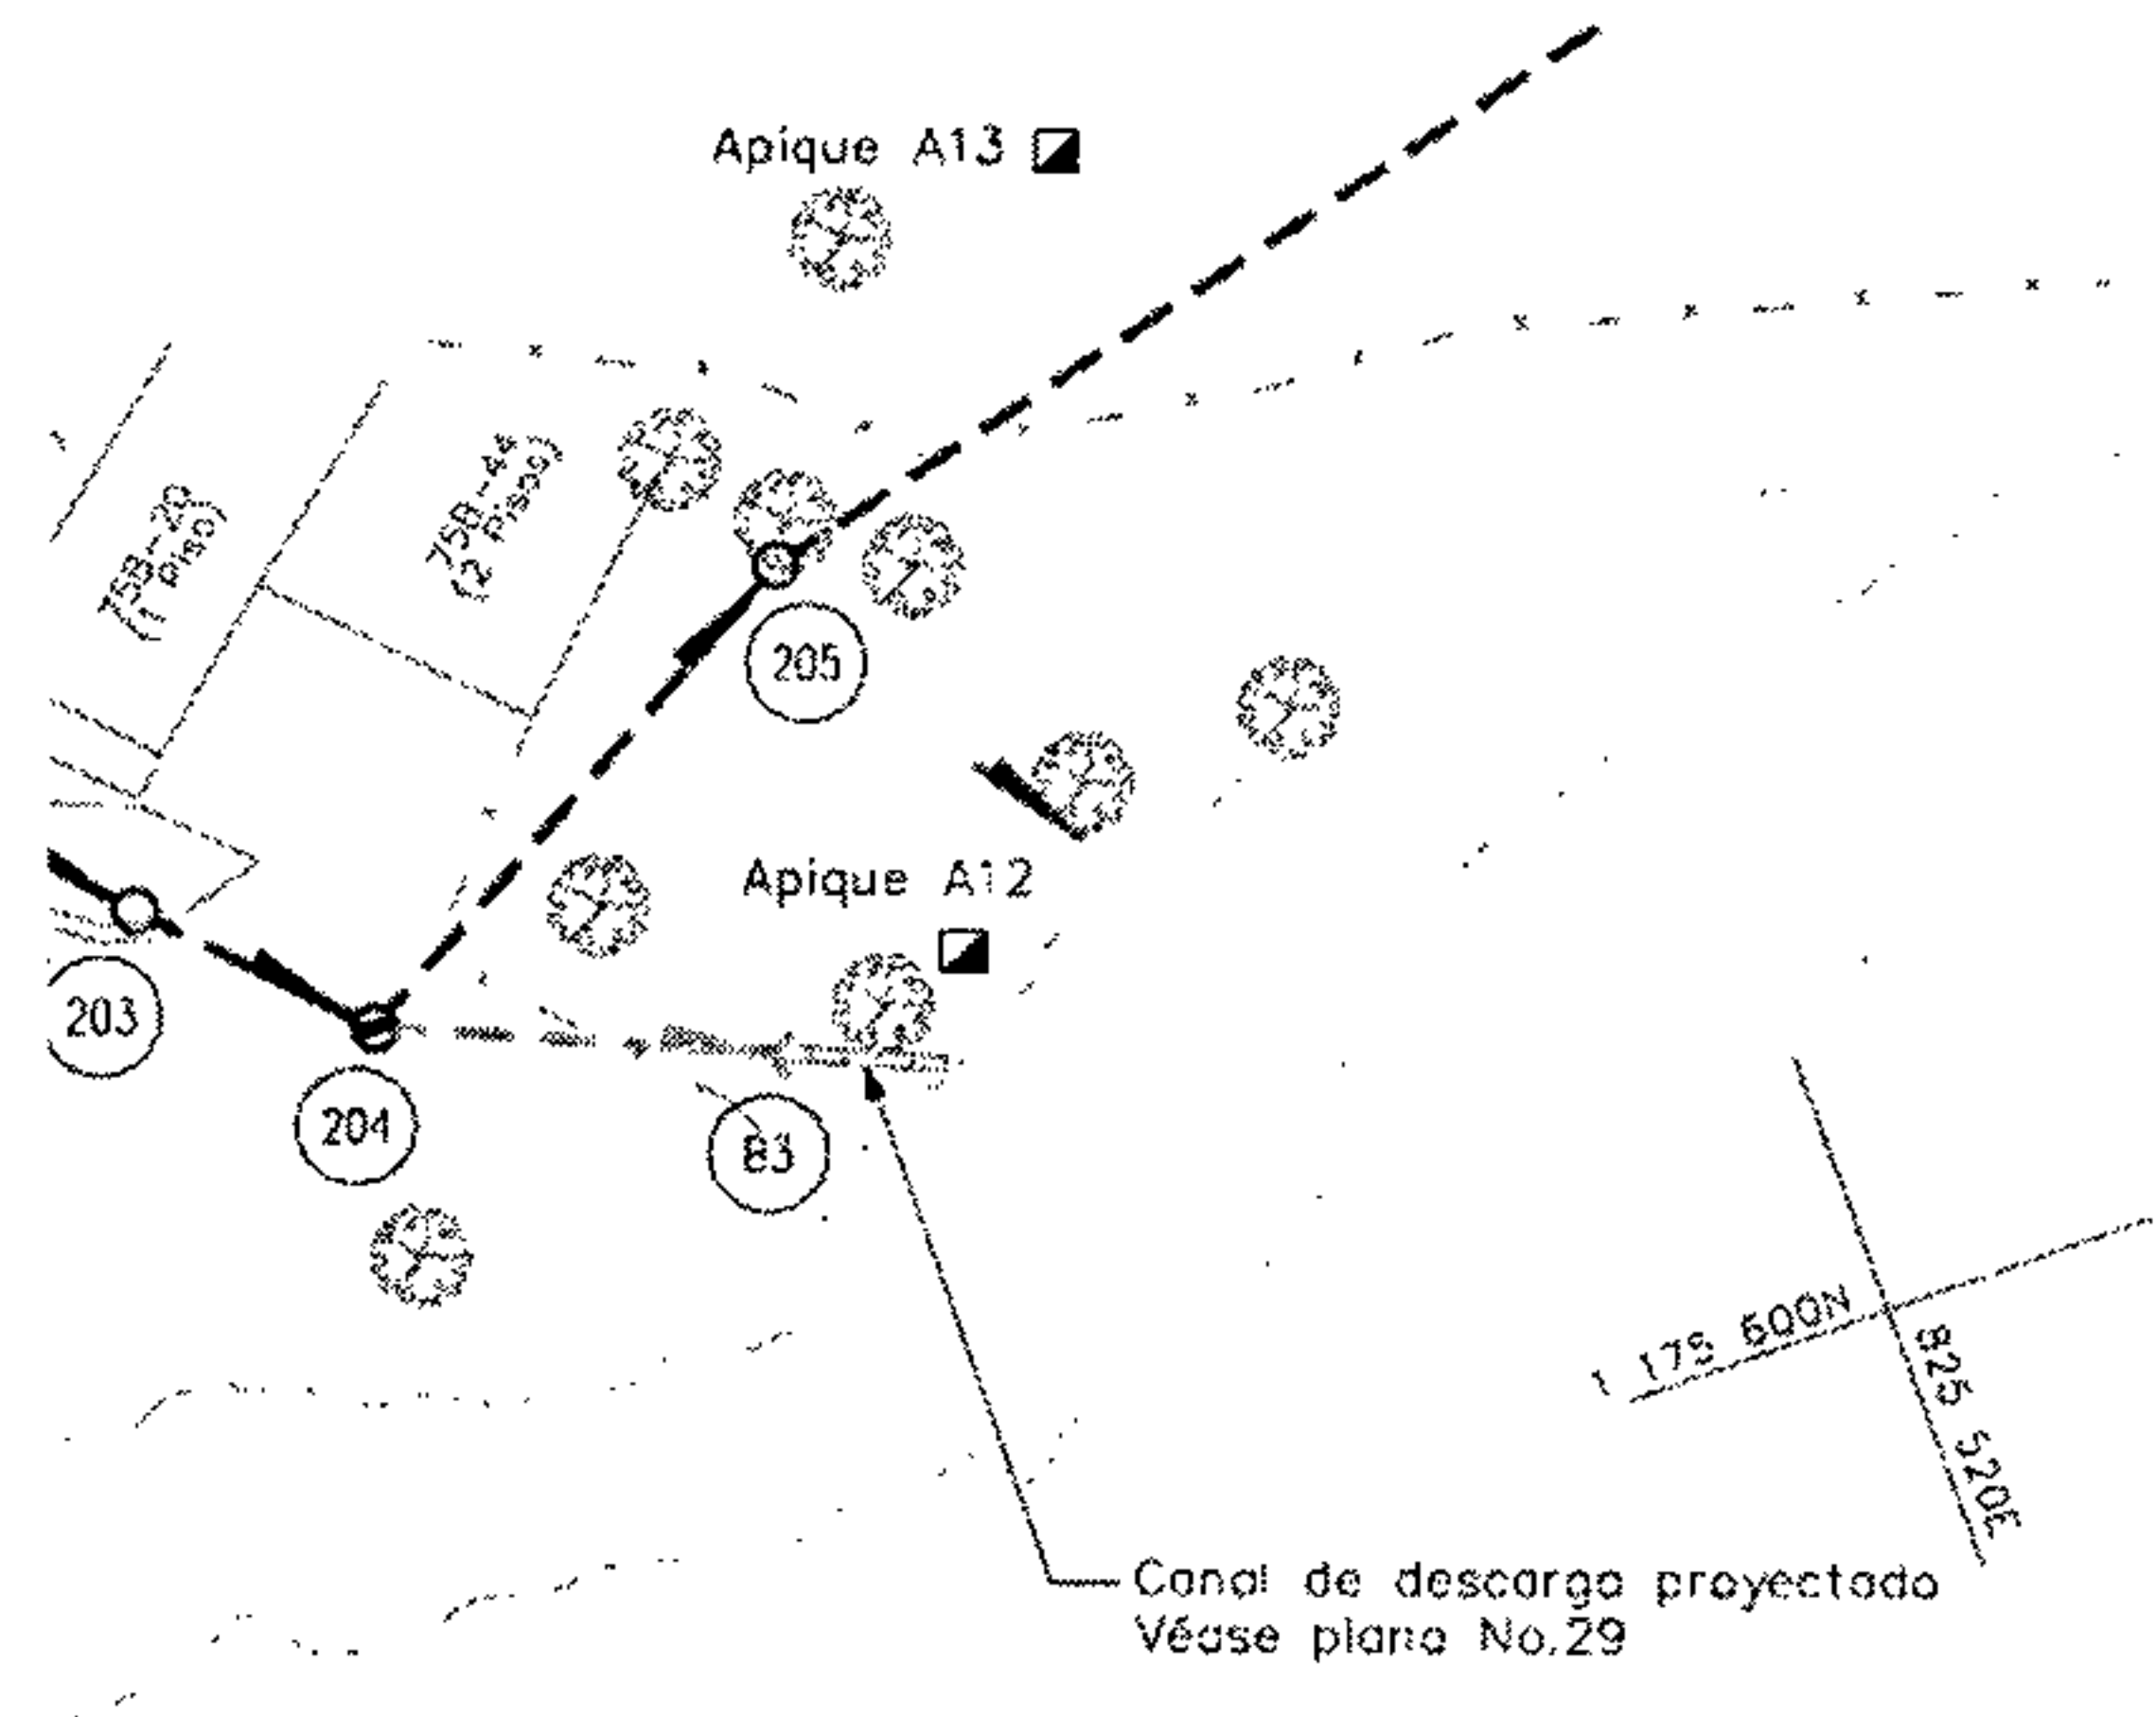 Apique A13
75B-44
(2 Pisos)
75B-20
(1 piso)
205
Apique A12
203
204
83
1 175 600N
825 520E
Canal de descarga proyectado
Véase plano No.29